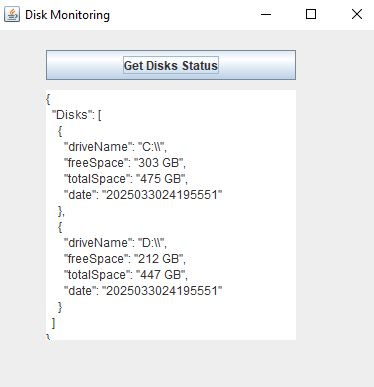 Disk Monitoring
Get Disks Status
{
"Disks": [
{
"driveName": "C:\\",
"freeSpace": "303 GB",
"totalSpace": "475 GB",
"date": "2025033024195551"
},
{
"driveName": "D:\\",
"freeSpace": "212 GB",
"totalSpace": "447 GB",
"date": "2025033024195551"
}
]
}